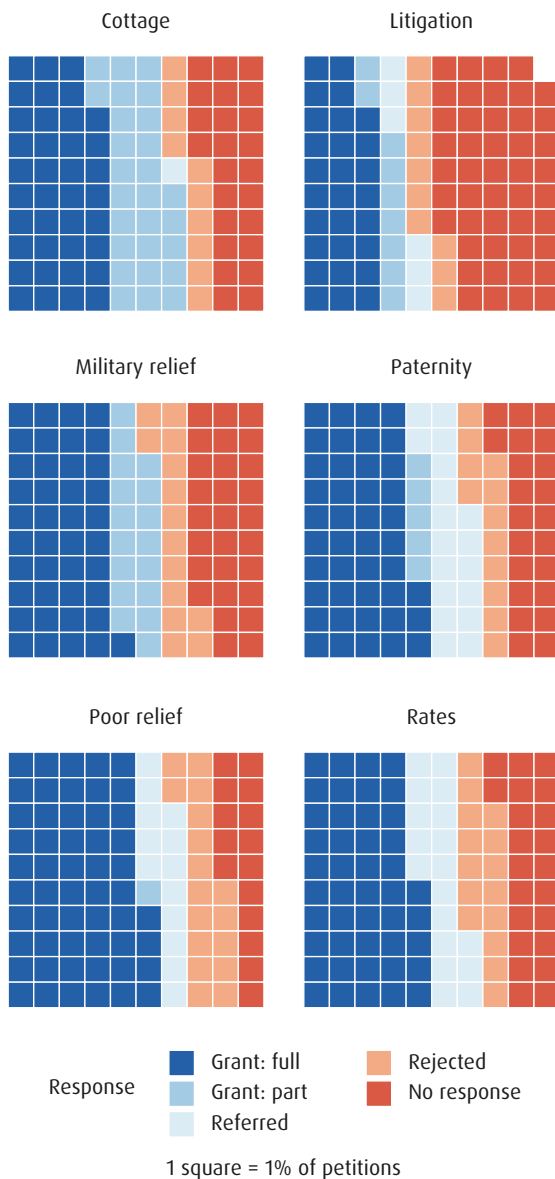 Cottage
Litigation
Military relief
Paternity
Poor relief
Rates
Response
Grant: full
Grant: part
Referred
Rejected
No response
1 square = 1% of petitions